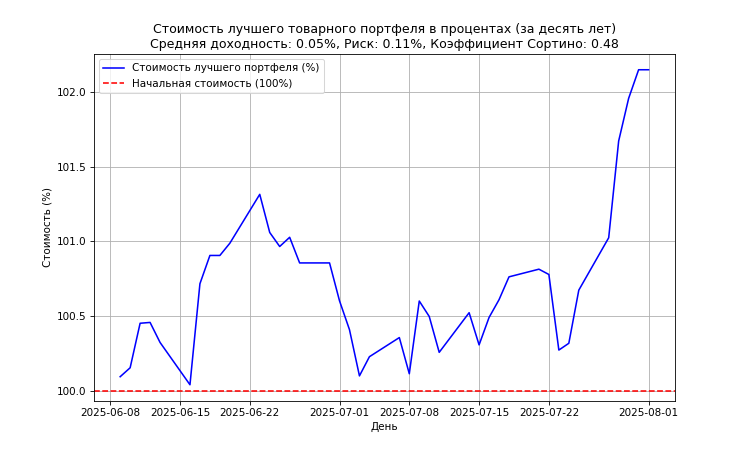 Стоимость лучшего товарного портфеля в процентах (за десять лет)
Средняя доходность: 0.05%, Риск: 0.11%, Коэффициент Сортино: 0.48
Стоимость лучшего портфеля (%)
Начальная стоимость (100%)
102.0
101.5
101.0
100.5
100.0
Стоимость (%)
2025-06-08 2025-06-15 2025-06-22 2025-07-01 2025-07-08 2025-07-15 2025-07-22 2025-08-01
День